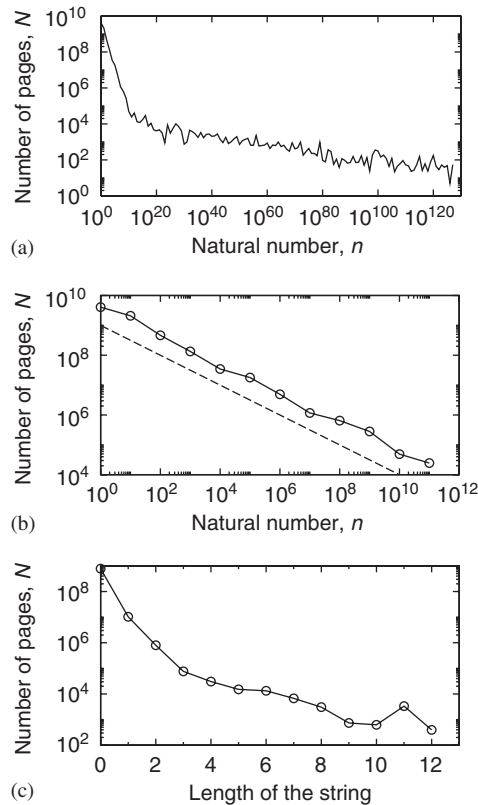 10^10
10^8
10^6
10^4
10^2
10^0
Number of pages, N
10^0 10^20 10^40 10^60 10^80 10^100 10^120
Natural number, n
(a)
10^10
10^8
10^6
10^4
Number of pages, N
10^0 10^2 10^4 10^6 10^8 10^10 10^12
Natural number, n
(b)
10^8
10^6
10^4
10^2
Number of pages, N
0 2 4 6 8 10 12
Length of the string
(c)